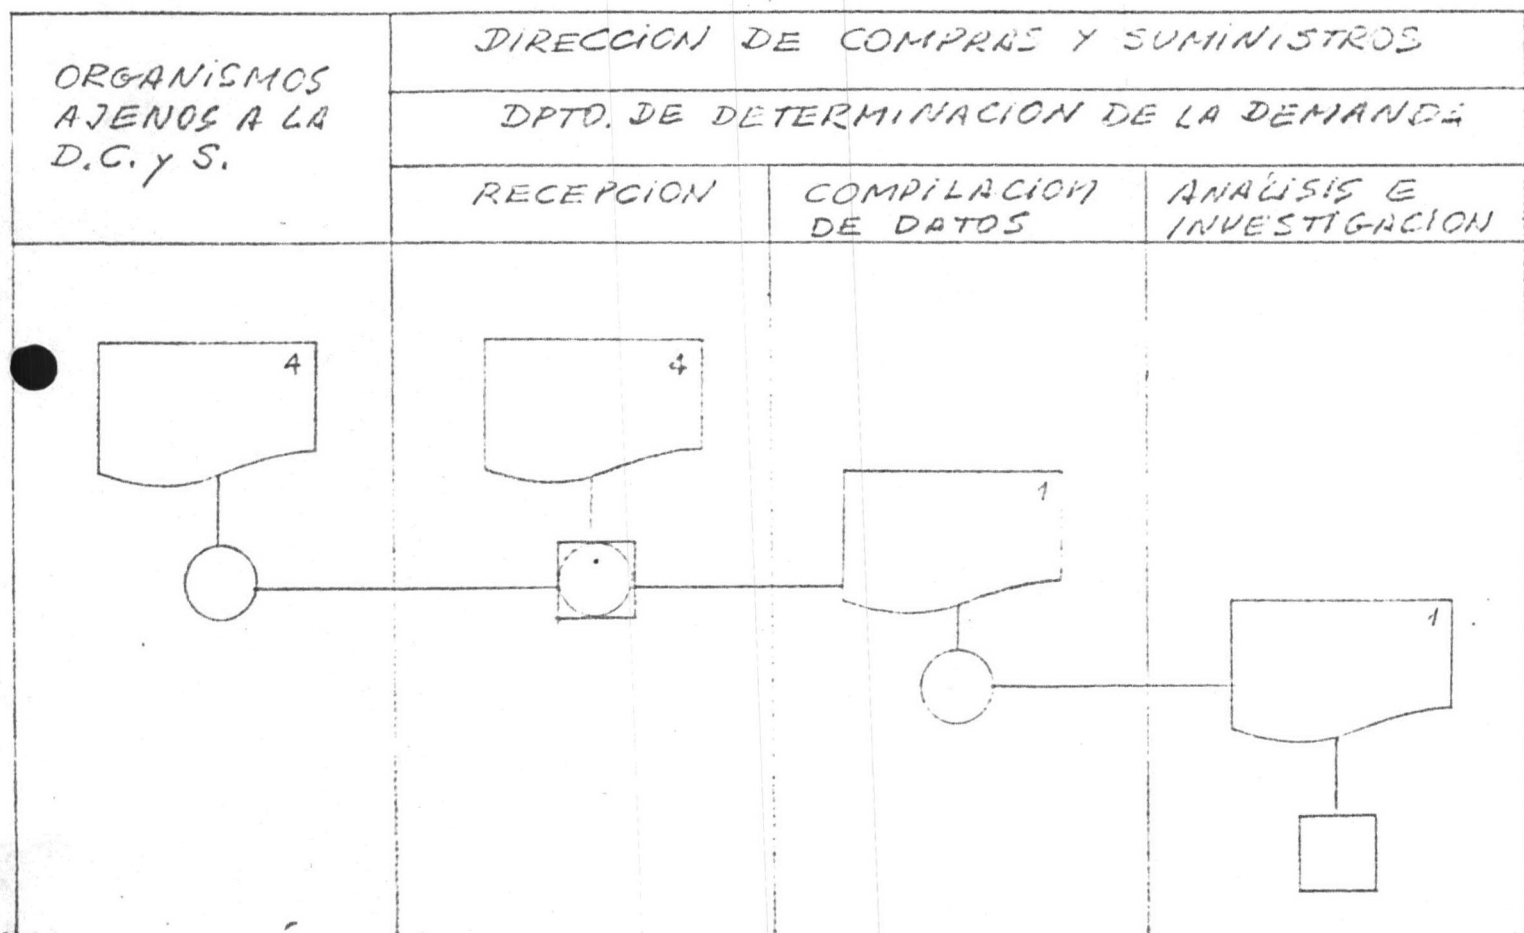 ORGANISMOS
AJENOS A LA
D.C. y S.
DIRECCION DE COMPRAS Y SUMINISTROS
DPTO. DE DETERMINACION DE LA DEMANDA
RECEPCION
COMPILACION
DE DATOS
ANALISIS E
INVESTIGACION
4
4
1
1